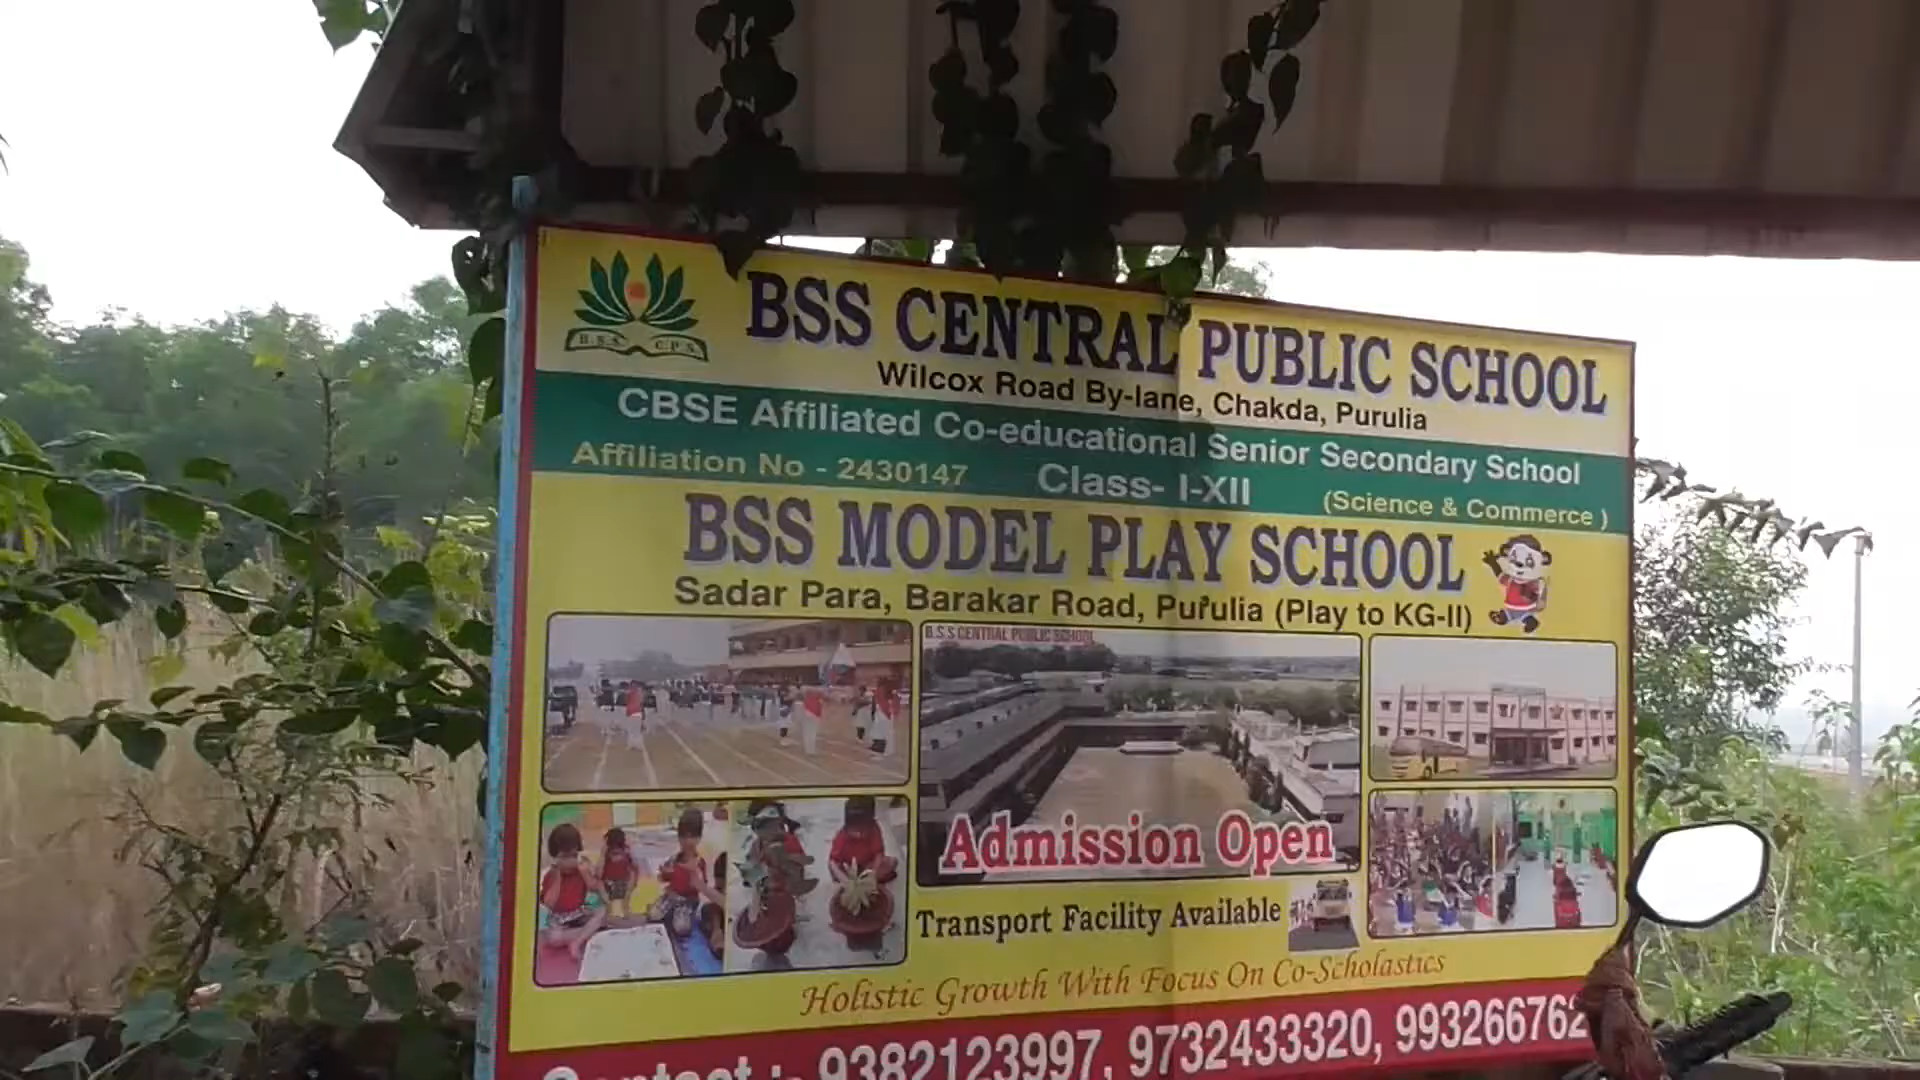 B.S.S. C.P.S.
BSS CENTRAL PUBLIC SCHOOL
Wilcox Road By-lane, Chakda, Purulia
CBSE Affiliated Co-educational Senior Secondary School
Affiliation No - 2430147 Class- I-XII (Science & Commerce )
BSS MODEL PLAY SCHOOL
Sadar Para, Barakar Road, Purulia (Play to KG-II)
B.S.S CENTRAL PUBLIC SCHOOL
Admission Open
Transport Facility Available
Holistic Growth With Focus On Co-Scholastics
Contact :- 9382123997, 9732433320, 993266762